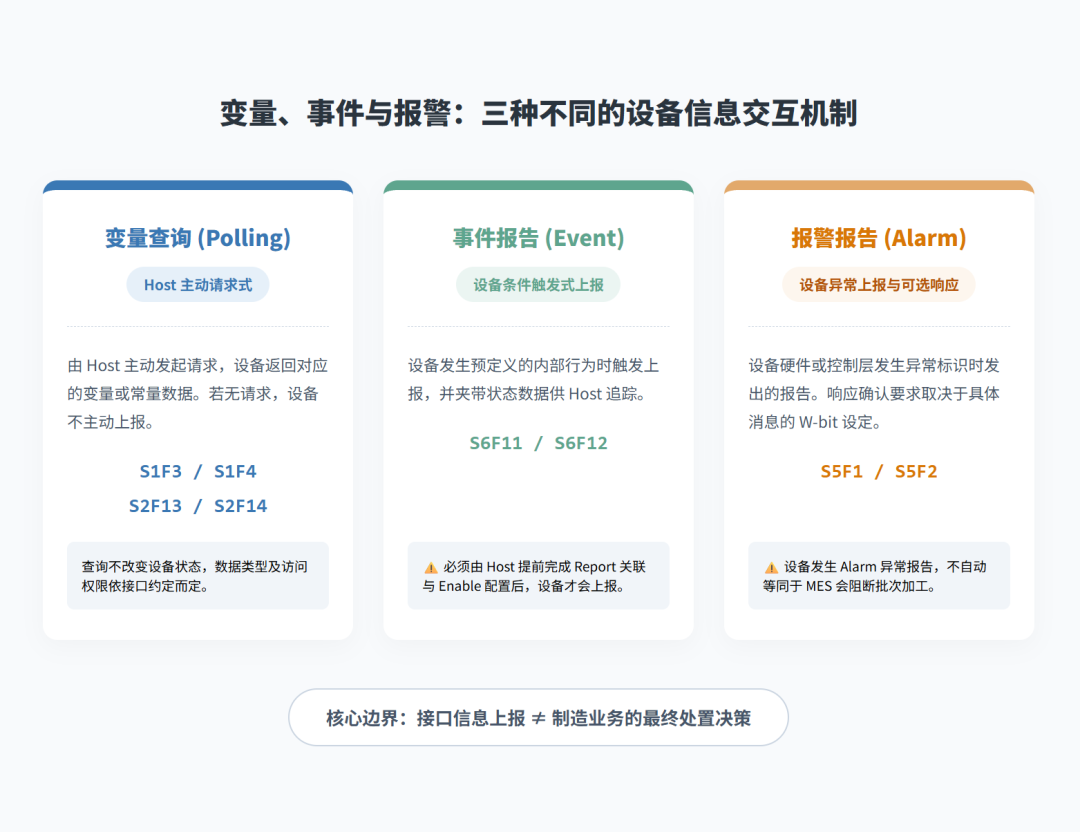 变量、事件与报警：三种不同的设备信息交互机制
变量查询 (Polling)
Host 主动请求式
由 Host 主动发起请求，设备返回对应
的变量或常量数据。若无请求，设备
不主动上报。
S1F3 / S1F4
S2F13 / S2F14
查询不改变设备状态，数据类型及访问
权限依接口约定而定。
事件报告 (Event)
设备条件触发式上报
设备发生预定义的内部行为时触发上
报，并夹带状态数据供 Host 追踪。
S6F11 / S6F12
⚠️ 必须由 Host 提前完成 Report 关联
与 Enable 配置后，设备才会上报。
报警报告 (Alarm)
设备异常上报与可选响应
设备硬件或控制层发生异常标识时发
出的报告。响应确认要求取决于具体
消息的 W-bit 设定。
S5F1 / S5F2
⚠️ 设备发生 Alarm 异常报告，不自动
等同于 MES 会阻断批次加工。
核心边界：接口信息上报 ≠ 制造业务的最终处置决策